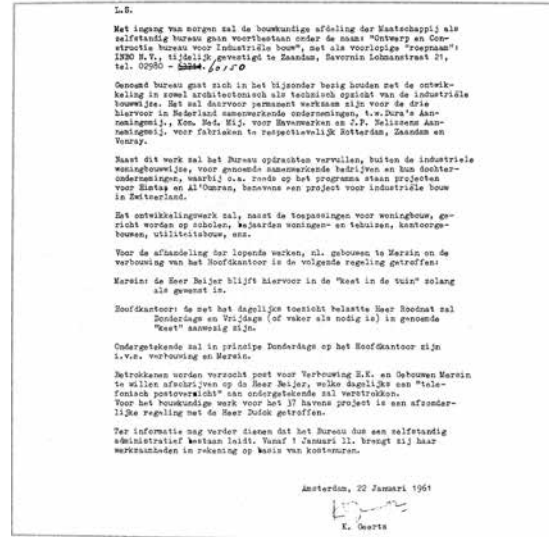 L.S.
Met ingang van morgen zal de bouwkundige afdeling der Maatschappij als
zelfstandig bureau gaan voortbestaan onder de naam: "Ontwerp en Con-
structie bureau voor Industriële bouw", met als voorlopige "roepnaam":
INBO N.V., tijdelijk gevestigd te Zaandam, Savornin Lohmanstraat 21,
tel. 02980 - 60150
Genoemd bureau gaat zich in het bijzonder bezig houden met de ontwik-
keling in zowel architectonisch als technisch opzicht van de industriële
bouwwijze. Het zal daarvoor permanent werkzaam zijn voor de drie
hiervoor in Nederland samenwerkende ondernemingen, t.w. Dura's Aan-
nemingsmij., Kon. Ned. Mij. voor Havenwerken en J.P. Nelissens Aan-
nemingsmij. voor fabrieken te respectievelijk Rotterdam, Zaandam en
Venray.
Naast dit werk zal het Bureau opdrachten vervullen, buiten de industriele
woningbouwwijze, voor genoemde samenwerkende bedrijven en hun dochter-
ondernemingen, waarbij o.a. reeds op het programma staan projekten
voor Rintas en Al'Oumran, benevens een project voor industriële bouw
in Zwitserland.
Het ontwikkelingswerk zal, naast de toepassingen voor woningbouw, ge-
richt worden op scholen, bejaarden woningen- en tehuizen, kantoorge-
bouwen, utiliteitsbouw, enz.
Voor de afhandeling der lopende werken, nl. gebouwen te Mersin en de
verbouwing van het Hoofdkantoor is de volgende regeling getroffen:
Mersin: de Heer Beijer blijft hiervoor in de "keet in de tuin" zolang
als gewenst is.
Hoofdkantoor: de met het dagelijks toezicht belaste Heer Roodnat zal
Donderdags en Vrijdags (of vaker als nodig is) in genoemde
"keet" aanwezig zijn.
Ondergetekende zal in principe Donderdags op het Hoofdkantoor zijn
i.v.m. verbouwing en Mersin.
Betrokkenen worden verzocht post voor Verbouwing H.K. en Gebouwen Mersin
te willen afschrijven op de Heer Beijer, welke dagelijks een "tele-
fonisch postoverzicht" aan ondergetekende zal verstrekken.
Voor het bouwkundige werk voor het 37 havens project is een afzonder-
lijke regeling met de Heer Dudok getroffen.
Ter informatie mag verder dienen dat het Bureau dus een zelfstandig
administratief bestaan leidt. Vanaf 1 Januari 11. brengt zij haar
werkzaamheden in rekening op basis van kostenuren.
Amsterdam, 22 Januari 1961
K. Geerts